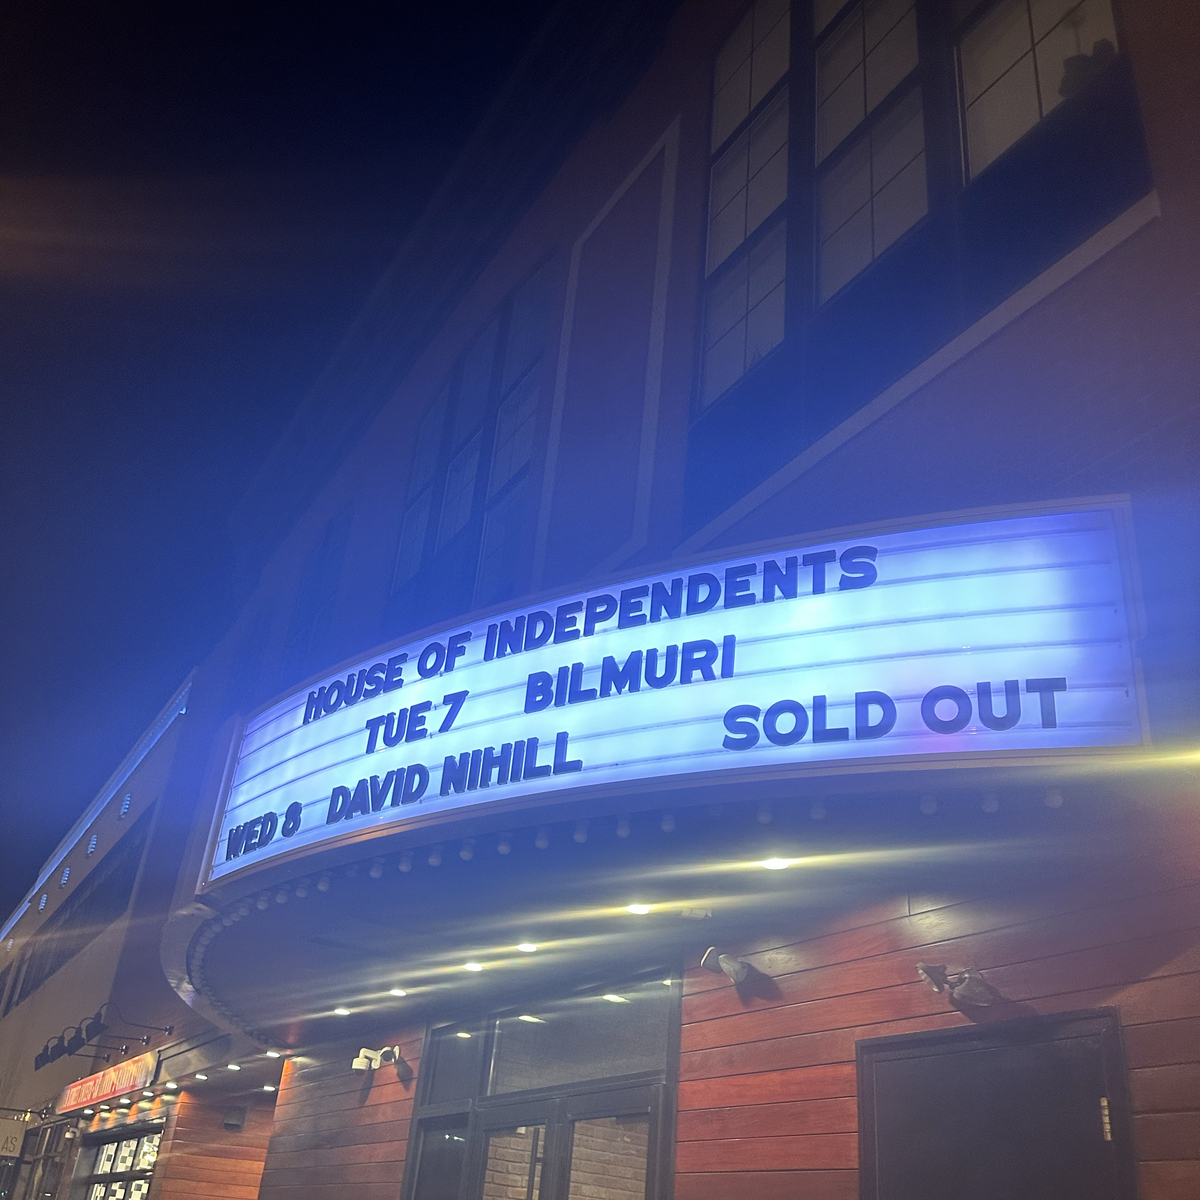 HOUSE OF INDEPENDENTS
TUE 7 BILMURI
WED 8 DAVID NIHILL SOLD OUT
A'S